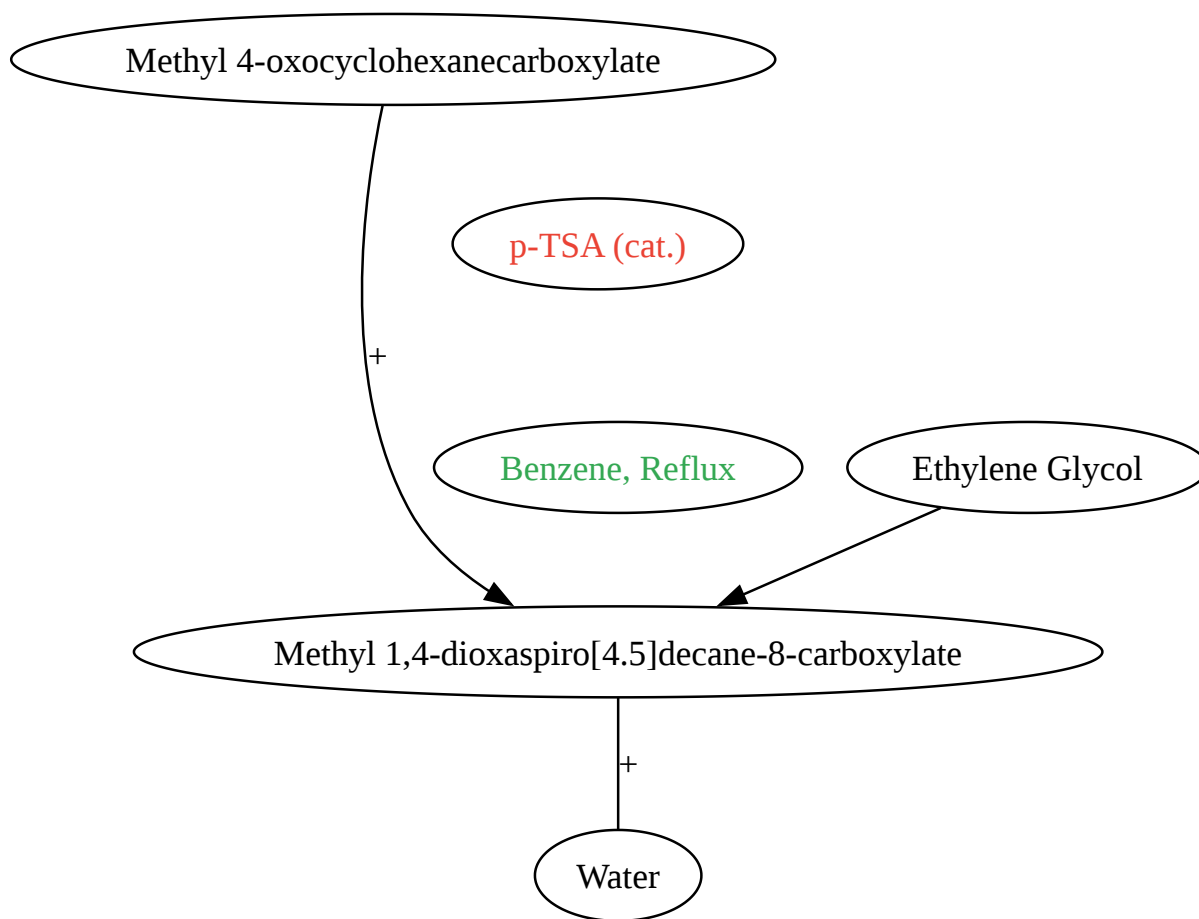 Methyl 4-oxocyclohexanecarboxylate
p-TSA (cat.)
+
Benzene, Reflux
Ethylene Glycol
Methyl 1,4-dioxaspiro[4.5]decane-8-carboxylate
+
Water